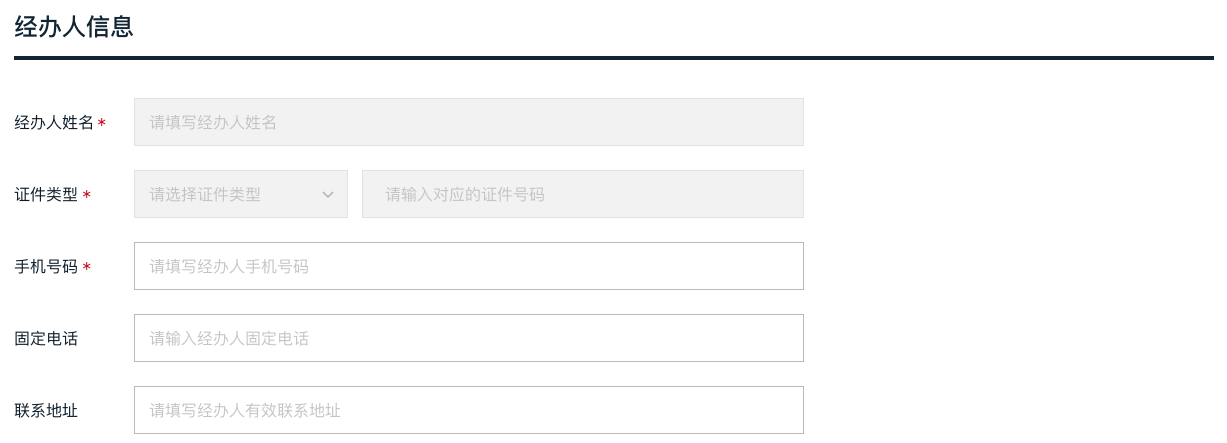 经办人信息
经办人姓名 * 请填写经办人姓名
证件类型 * 请选择证件类型 请输入对应的证件号码
手机号码 * 请填写经办人手机号码
固定电话 请输入经办人固定电话
联系地址 请填写经办人有效联系地址